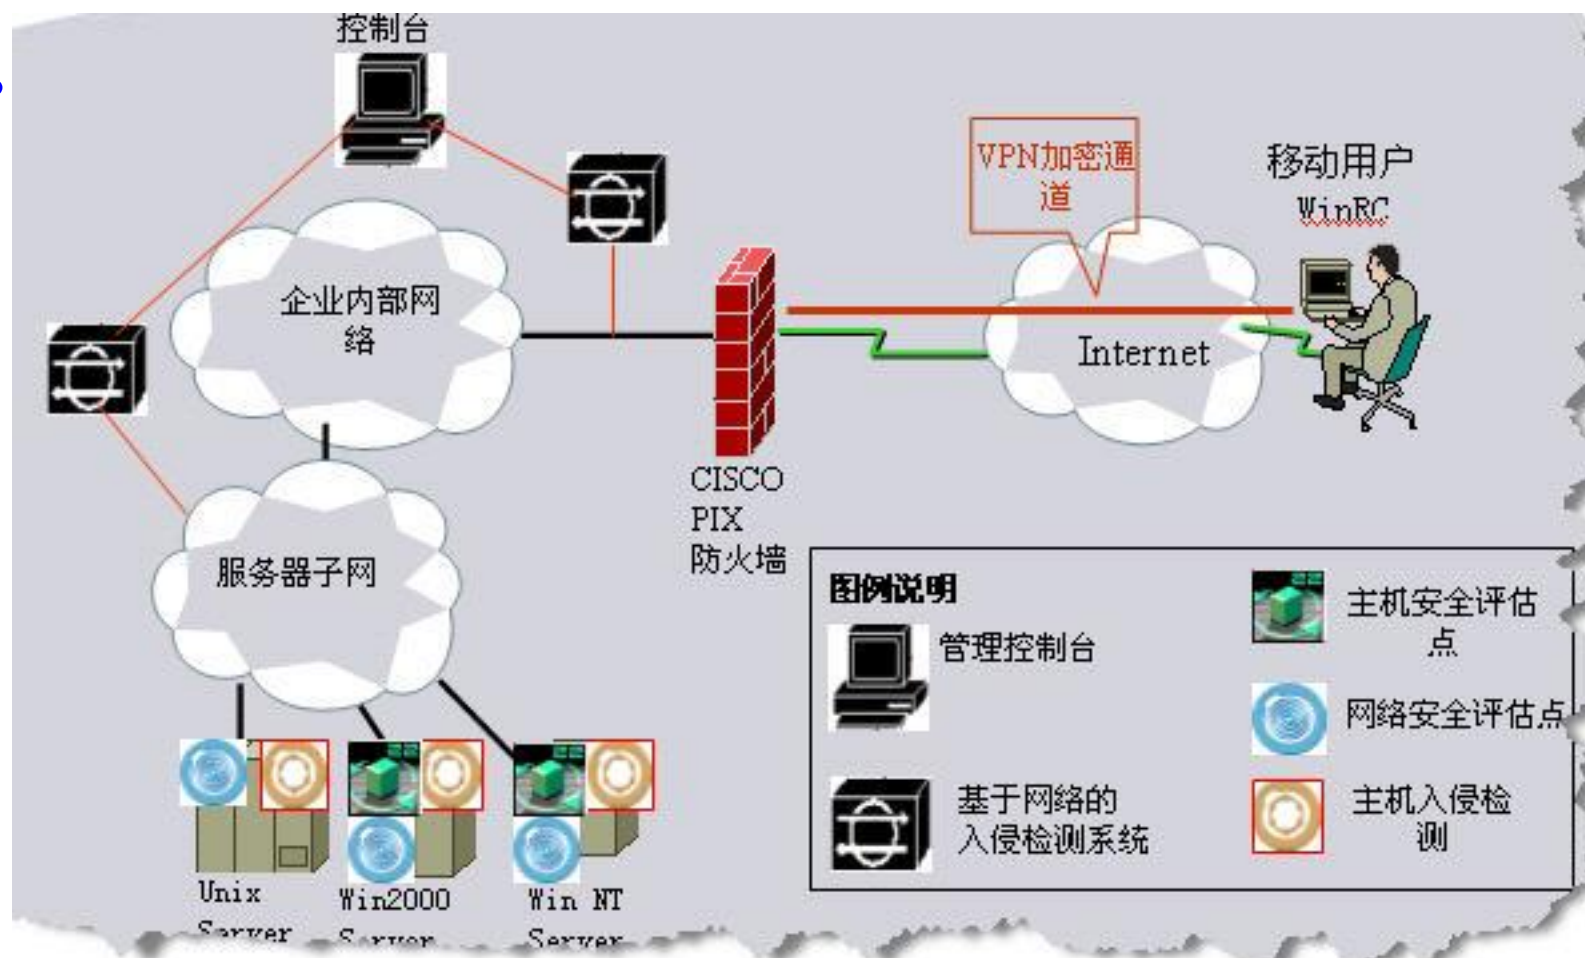 控制台
VPN加密通
道
移动用户
WinRC
企业内部网
络
Internet
CISCO
PIX
防火墙
服务器子网
图例说明
管理控制台
基于网络的
入侵检测系统
主机安全评估
点
网络安全评估点
主机入侵检
测
Unix
Server
Win2000
Server
Win NT
Server